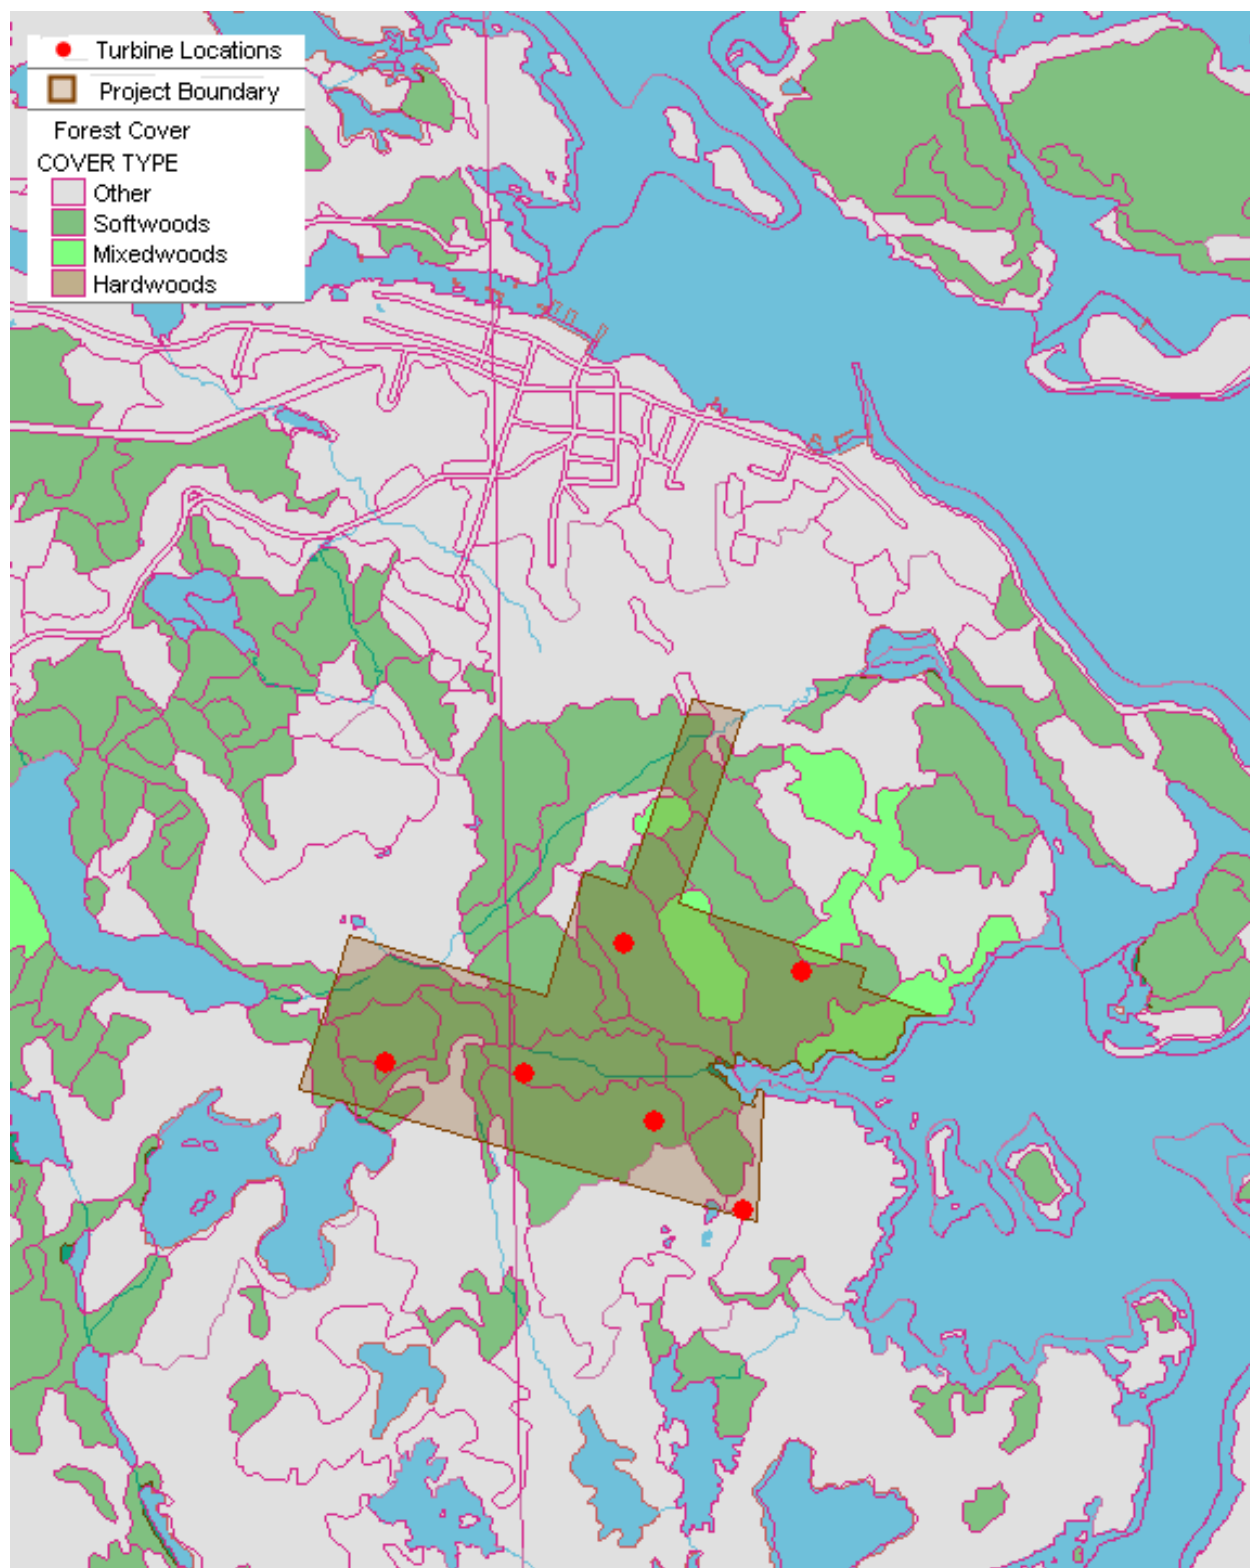 Turbine Locations
Project Boundary
Forest Cover
COVER TYPE
Other
Softwoods
Mixedwoods
Hardwoods